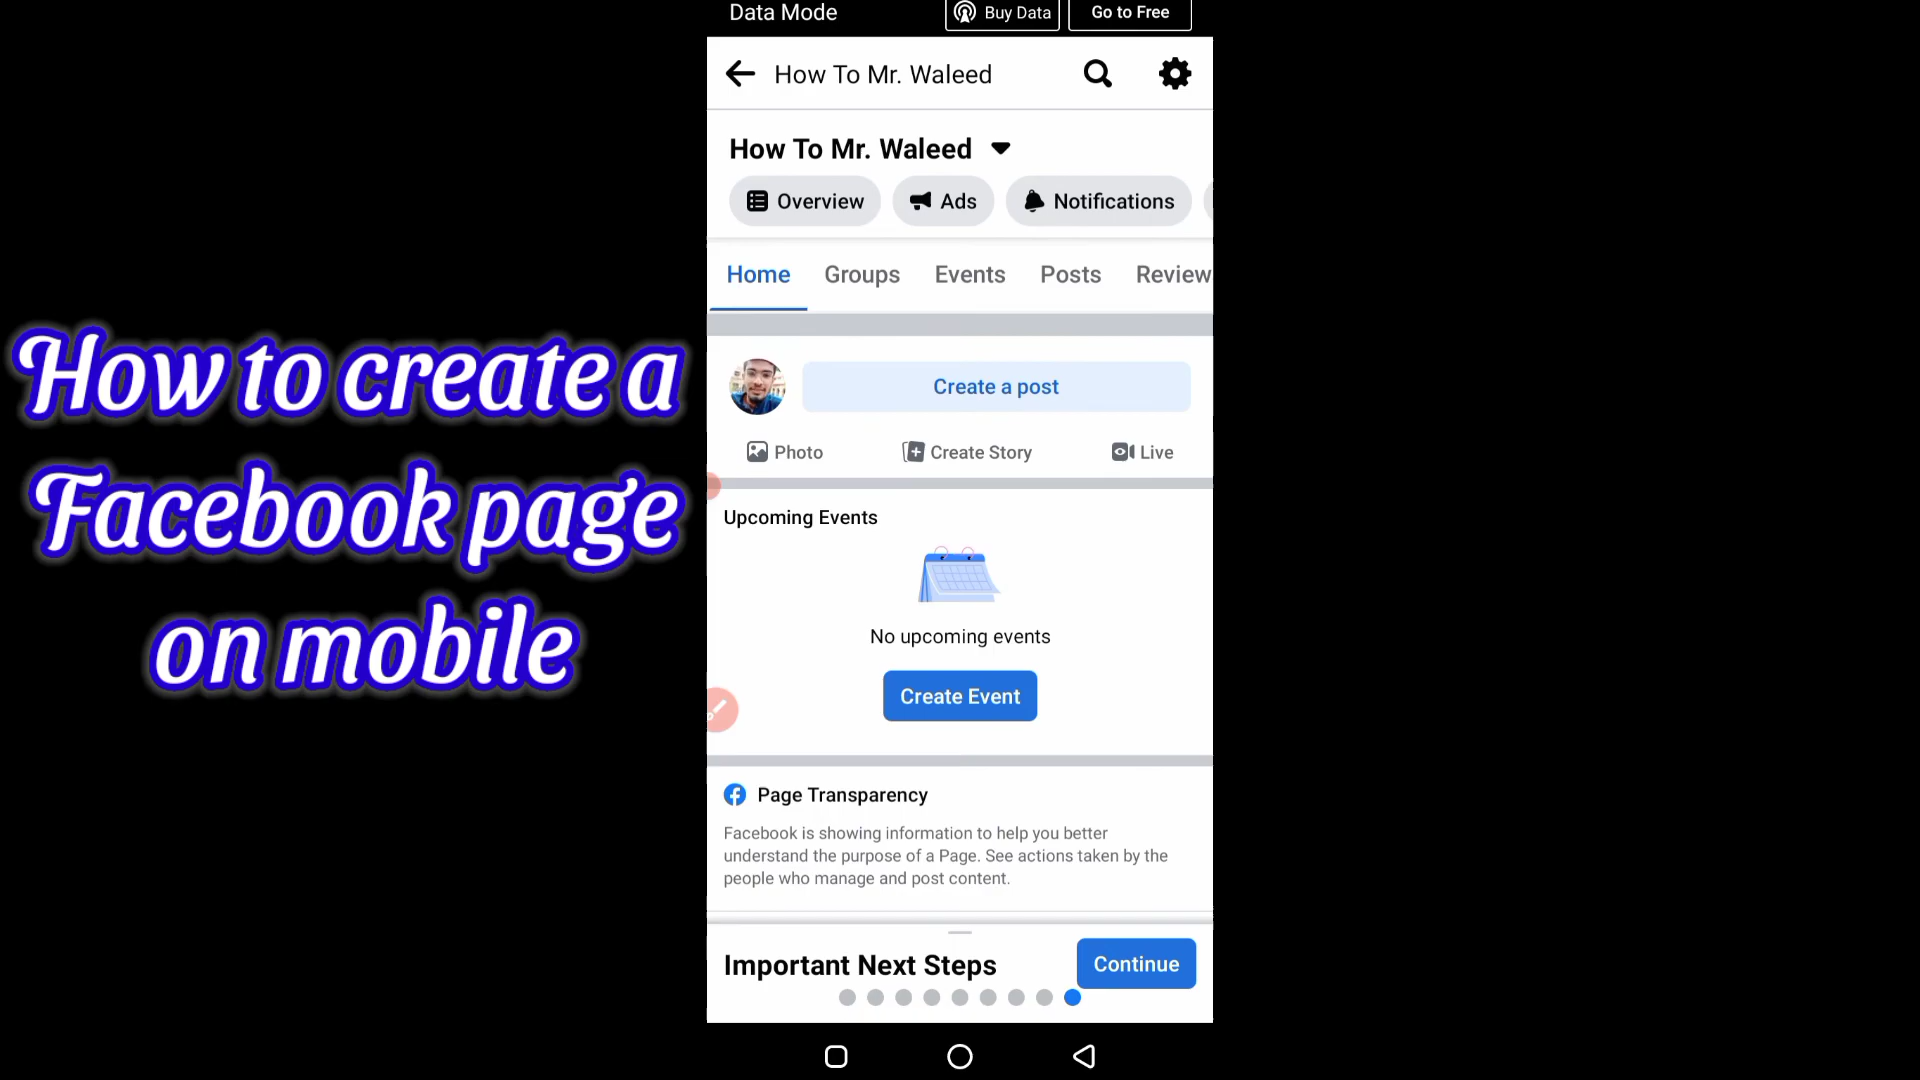 How to create a
Facebook page
on mobile
Data Mode
Buy Data
Go to Free
How To Mr. Waleed
How To Mr. Waleed
Overview
Ads
Notifications
Home
Groups
Events
Posts
Review
Create a post
Photo
Create Story
Live
Upcoming Events
No upcoming events
Create Event
Page Transparency
Facebook is showing information to help you better
understand the purpose of a Page. See actions taken by the
people who manage and post content.
Important Next Steps
Continue